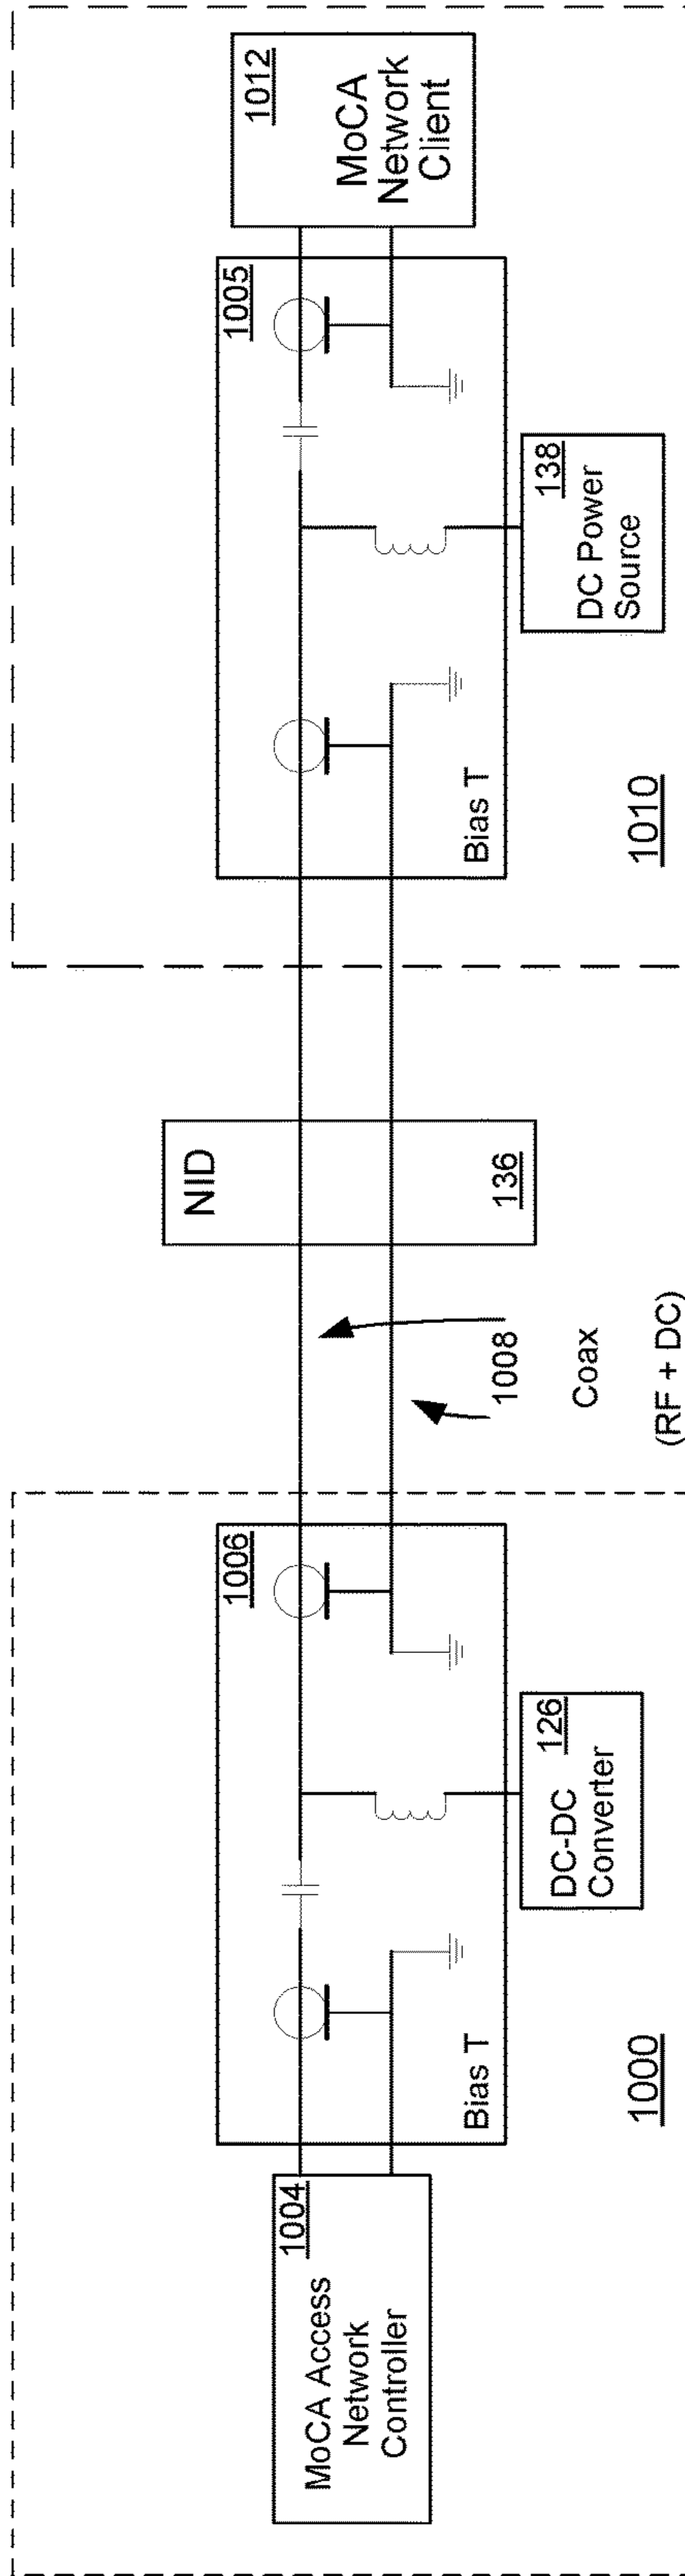 1004
MoCA Access
Network
Controller
1006
Bias T
126
DC-DC
Converter
1000
1008
Coax
(RF + DC)
NID
136
1005
Bias T
138
DC Power
Source
1010
1012
MoCA
Network
Client